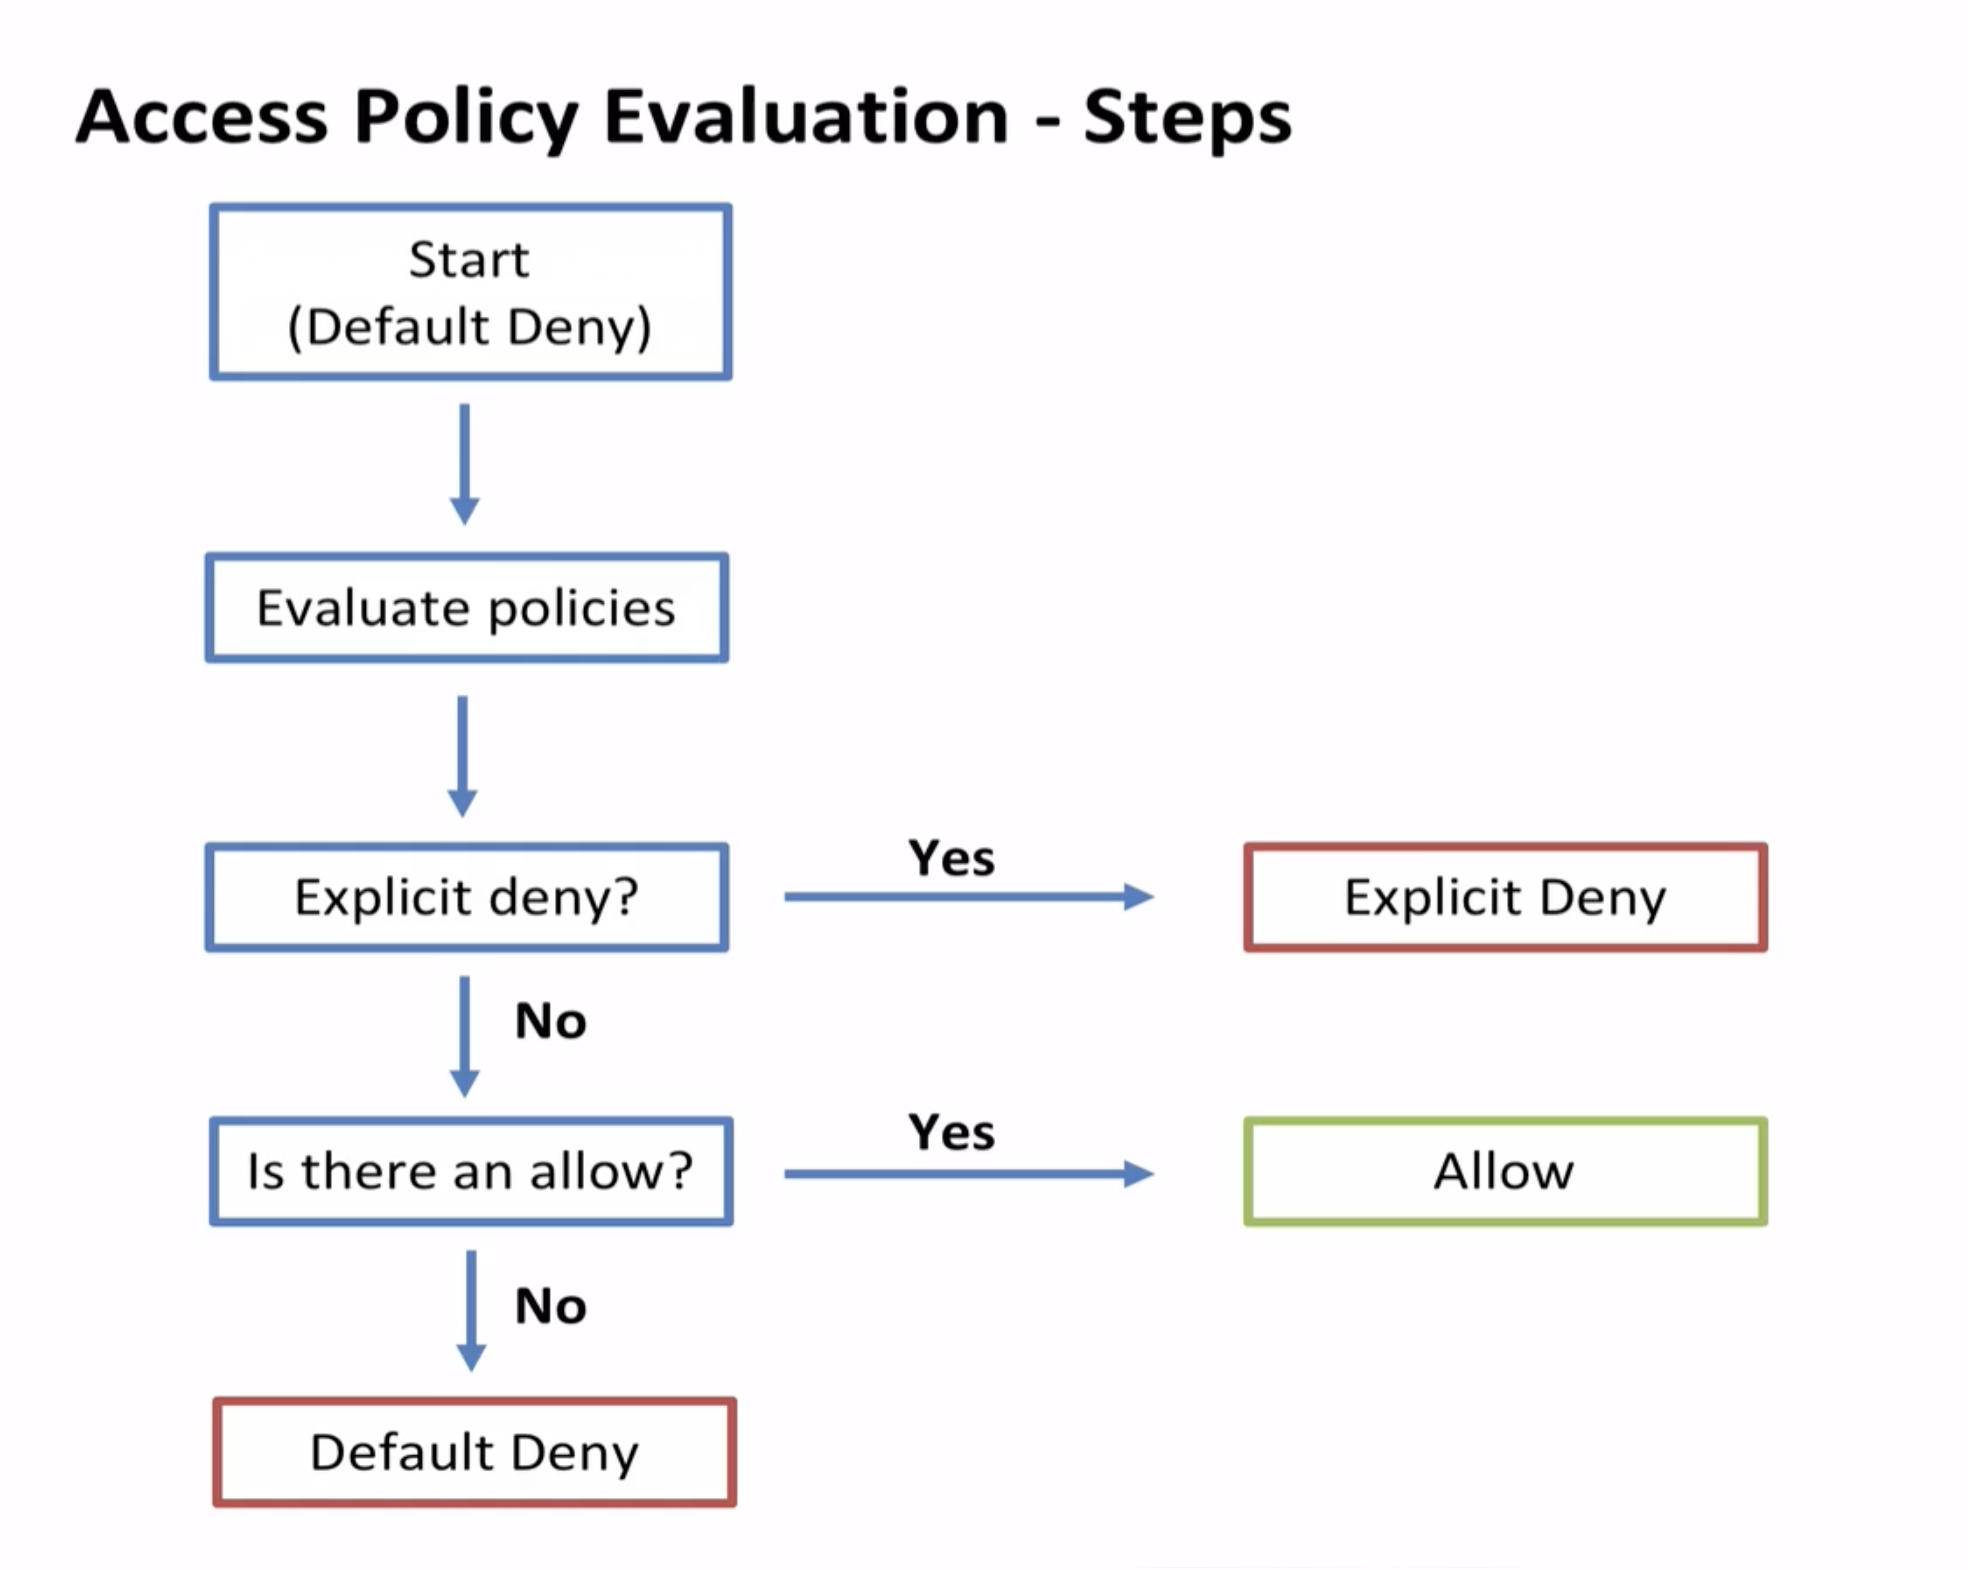 Access Policy Evaluation - Steps
Start
(Default Deny)
Evaluate policies
Explicit deny?
Yes
Explicit Deny
No
Is there an allow?
Yes
Allow
No
Default Deny